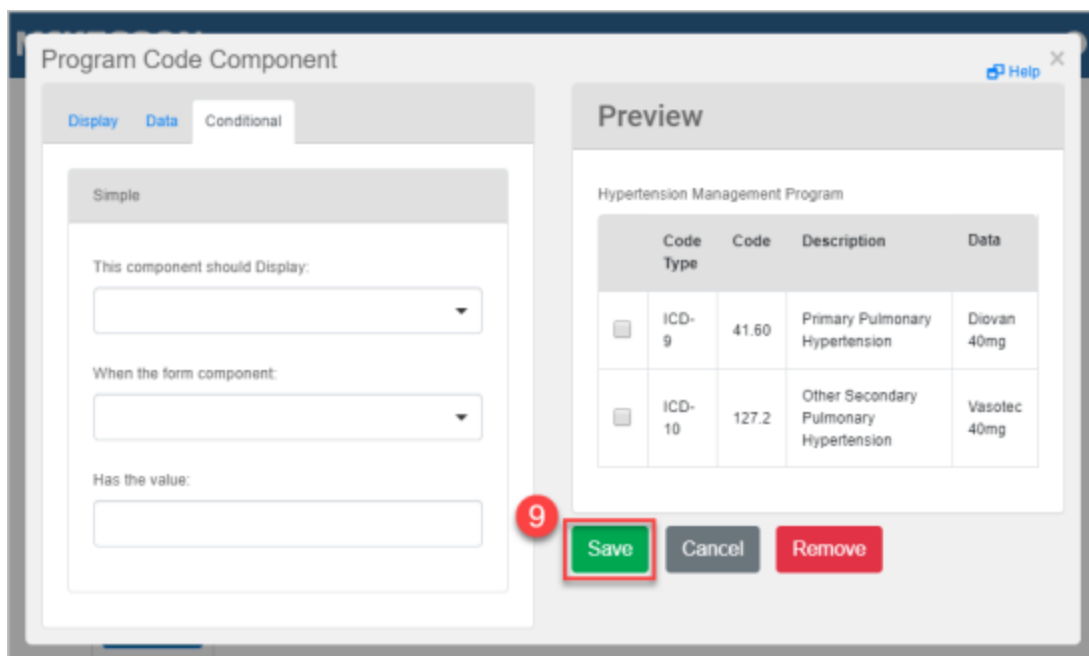 Program Code Component
Help
Display Data Conditional
Simple
This component should Display:
When the form component:
Has the value:
Preview
Hypertension Management Program
Code Type Code Description Data
ICD-9 41.60 Primary Pulmonary Hypertension Diovan 40mg
ICD-10 127.2 Other Secondary Pulmonary Hypertension Vasotec 40mg
9
Save Cancel Remove